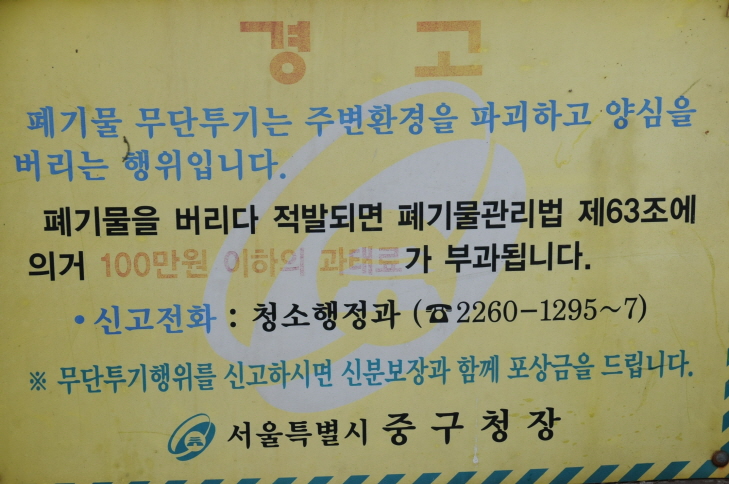 경 고
폐기물 무단투기는 주변환경을 파괴하고 양심을
버리는 행위입니다.
폐기물을 버리다 적발되면 폐기물관리법 제63조에
의거 100만원 이하의 과태료가 부과됩니다.
• 신고전화 : 청소행정과 (☎2260-1295~7)
※ 무단투기행위를 신고하시면 신분보장과 함께 포상금을 드립니다.
서울특별시 중구청장